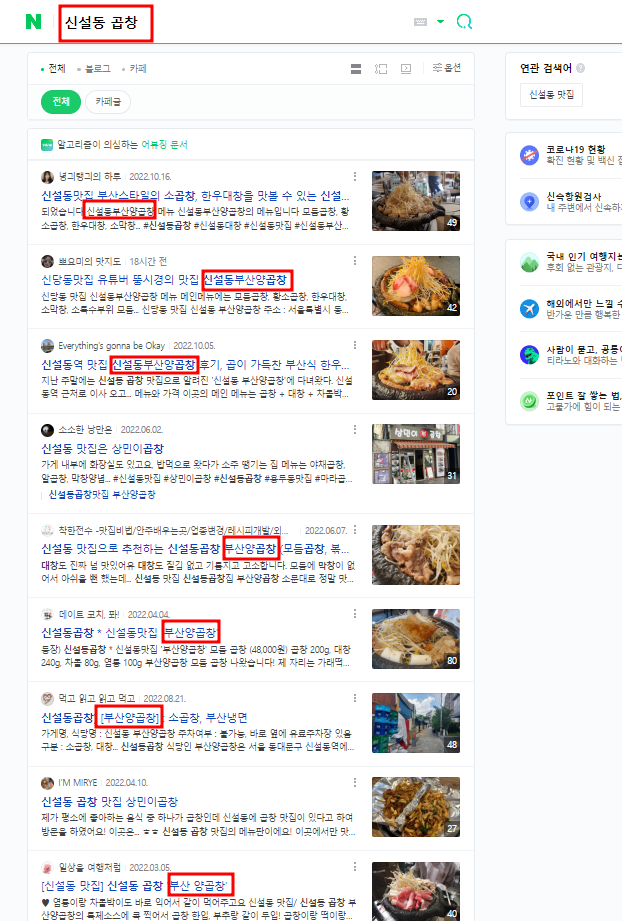 N 신설동 곱창
전체 블로그 카페 옵션
전체 카페글
알고리즘이 의심하는 어뷰징 문서
녕긔탱긔의 하루 2022.10.16.
신설동맛집 부산스타일의 소곱창, 한우대창을 맛볼 수 있는 신설...
되었습니다 신설동부산양곱창 메뉴 신설동부산양곱창의 메뉴입니다 모듬곱창, 황
소곱창, 한우대창, 소막창... #신설동곱창 #신설동대창 #신설동맛집 #신설동부산...
49
쁘요미의 맛지도 18시간 전
신당동맛집 유튜버 뚱시경의 맛집 신설동부산양곱창
신당동 맛집 신설동부산양곱창 메뉴 메인메뉴에는 모듬곱창, 황소곱창, 한우대창,
소막창, 소특수부위 모듬... 신당동 맛집 신설동 부산양곱창 주소 : 서울특별시 동...
42
Everything's gonna be Okay 2022.10.05.
신설동역 맛집 신설동부산양곱창 후기, 곱이 가득찬 부산식 한우...
지난 주말에는 신설동 곱창 맛집으로 알려진 '신설동 부산양곱창'에 다녀왔다. 신설
동역 근처로 이사 오고... 메뉴와 가격 이곳의 메인 메뉴는 곱창 + 대창 + 차돌박...
20
소소한 낭만온 2022.06.02.
신설동 맛집은 상민이곱창
가게 내부에 화장실도 있고요, 밥먹으로 왔다가 소주 땡기는 집 메뉴는 야채곱창,
알곱창, 막창양념... #신설동맛집 #상민이곱창 #신설동곱창 #용두동맛집 #마라곱...
신설동곱창맛집 부산양곱창
31
착한전수 -맛집비법/안주배우는곳/업종변경/레시피개발/외... 2022.06.07.
신설동 맛집으로 추천하는 신설동곱창 부산양곱창 (모듬곱창, 볶...
대창도 진짜 넘 맛있어유 대창도 질김 없고 기름지고 고소합니다. 모듬에 막창이 없
어서 아쉬울 뻔 했는데... 신설동 맛집 신설동곱창집 부산양곱창 소문대로 정말 맛...
데이트 코치, 퐈! 2022.04.04.
신설동곱창 * 신설동맛집 '부산양곱창'
등장) 신설동곱창 * 신설동맛집 '부산양곱창' 모듬 곱창 (48,000원) 곱창 200g, 대창
240g, 차돌 80g, 염통 100g 부산양곱창 모듬 곱창 나왔습니다! 제 자리는 가래떡...
80
먹고 읽고 읽고 먹고 2022.08.21.
신설동곱창 [부산양곱창] : 소곱창, 부산냉면
가게명, 식당명 : 신설동 부산양곱창 주차여부 : 불가능, 바로 옆에 유료주차장 있음
구분 : 소곱창, 대창... 신설동곱창 식당인 부산양곱창은 서울 동대문구 신설동역에...
48
I'M MIRYE 2022.04.10.
신설동 곱창 맛집 상민이곱창
제가 평소에 좋아하는 음식 중 하나가 곱창인데 신설동에 곱창 맛집이 있다고 하여
방문을 하였어요! 이곳은... ㅎㅎ 신설동 곱창 맛집의 메뉴판이에요! 이곳에서만 맛...
27
일상을 여행처럼 2022.03.05.
[신설동 맛집] 신설동 곱창 '부산 양곱창'
♥ 염통이랑 차돌박이도 바로 익어서 같이 먹어주고요 신설동 맛집/ 신설동 곱창 부
산양곱창의 특제소스에 콕 찍어서 곱창 한입, 부추랑 같이 두입! 곱창이랑 떡이랑...
40
연관 검색어
신설동 맛집
코로나19 현황
확진 현황 및 백신 접
신속항원검사
내 주변에서 신속하
국내 인기 여행지는
후회 없는 관광지, 다
해외에서만 느낄 수
반가운 만큼 행복한
사람이 묻고, 공룡이
티라노와 대화하는
포인트 잘 쌓는 법,
고물가에 힘이 되는